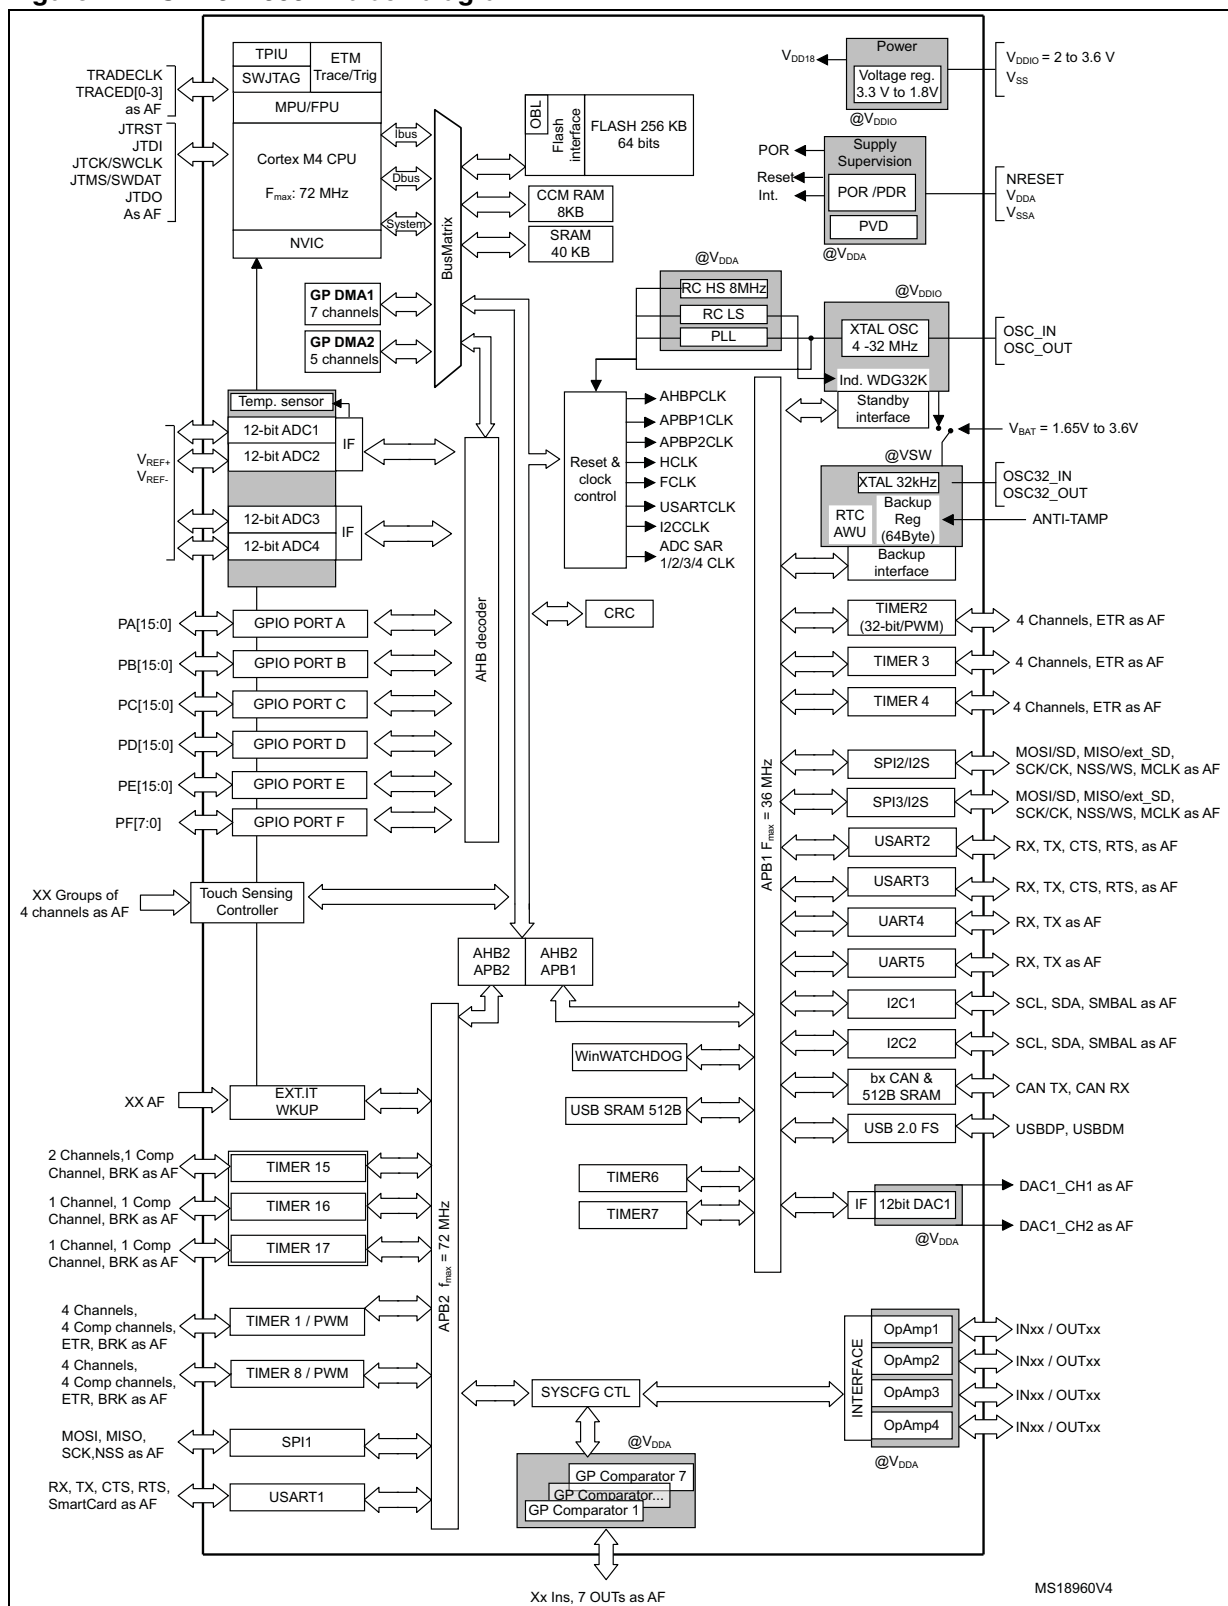 TPIU
ETM
Trace/Trig
SWJTAG
MPU/FPU
Cortex M4 CPU
Fmax: 72 MHz
NVIC
TRADECLK
TRACED[0-3]
as AF
JTRST
JTDI
JTCK/SWCLK
JTMS/SWDAT
JTDO
As AF
Ibus
Dbus
System
BusMatrix
OBL
Flash
interface
FLASH 256 KB
64 bits
CCM RAM
8KB
SRAM
40 KB
GP DMA1
7 channels
GP DMA2
5 channels
VDD18
Power
Voltage reg.
3.3 V to 1.8V
@VDDIO
VDDIO = 2 to 3.6 V
VSS
POR
Reset
Int.
Supply
Supervision
POR /PDR
PVD
@VDDA
NRESET
VDDA
VSSA
@VDDA
RC HS 8MHz
RC LS
PLL
@VDDIO
XTAL OSC
4 -32 MHz
Ind. WDG32K
Standby
interface
OSC_IN
OSC_OUT
VBAT = 1.65V to 3.6V
@VSW
XTAL 32kHz
RTC
AWU
Backup
Reg
(64Byte)
Backup
interface
OSC32_IN
OSC32_OUT
ANTI-TAMP
Reset &
clock
control
AHBPCLK
APBP1CLK
APBP2CLK
HCLK
FCLK
USARTCLK
I2CCLK
ADC SAR
1/2/3/4 CLK
CRC
Temp. sensor
12-bit ADC1
12-bit ADC2
IF
VREF+
VREF-
12-bit ADC3
12-bit ADC4
IF
AHB decoder
PA[15:0]
GPIO PORT A
PB[15:0]
GPIO PORT B
PC[15:0]
GPIO PORT C
PD[15:0]
GPIO PORT D
PE[15:0]
GPIO PORT E
PF[7:0]
GPIO PORT F
XX Groups of
4 channels as AF
Touch Sensing
Controller
AHB2
APB2
AHB2
APB1
APB1 Fmax = 36 MHz
TIMER2
(32-bit/PWM)
4 Channels, ETR as AF
TIMER 3
4 Channels, ETR as AF
TIMER 4
4 Channels, ETR as AF
SPI2/I2S
MOSI/SD, MISO/ext_SD,
SCK/CK, NSS/WS, MCLK as AF
SPI3/I2S
MOSI/SD, MISO/ext_SD,
SCK/CK, NSS/WS, MCLK as AF
USART2
RX, TX, CTS, RTS, as AF
USART3
RX, TX, CTS, RTS, as AF
UART4
RX, TX as AF
UART5
RX, TX as AF
I2C1
SCL, SDA, SMBAL as AF
I2C2
SCL, SDA, SMBAL as AF
bx CAN &
512B SRAM
CAN TX, CAN RX
USB 2.0 FS
USBDP, USBDM
WinWATCHDOG
USB SRAM 512B
TIMER6
TIMER7
IF
12bit DAC1
@VDDA
DAC1_CH1 as AF
DAC1_CH2 as AF
XX AF
EXT.IT
WKUP
2 Channels,1 Comp
Channel, BRK as AF
TIMER 15
1 Channel, 1 Comp
Channel, BRK as AF
TIMER 16
1 Channel, 1 Comp
Channel, BRK as AF
TIMER 17
4 Channels,
4 Comp channels,
ETR, BRK as AF
TIMER 1 / PWM
4 Channels,
4 Comp channels,
ETR, BRK as AF
TIMER 8 / PWM
MOSI, MISO,
SCK,NSS as AF
SPI1
RX, TX, CTS, RTS,
SmartCard as AF
USART1
APB2 fmax = 72 MHz
SYSCFG CTL
@VDDA
GP Comparator 7
GP Comparator...
GP Comparator 1
Xx Ins, 7 OUTs as AF
INTERFACE
OpAmp1
INxx / OUTxx
OpAmp2
INxx / OUTxx
OpAmp3
INxx / OUTxx
OpAmp4
INxx / OUTxx
@VDDA
MS18960V4